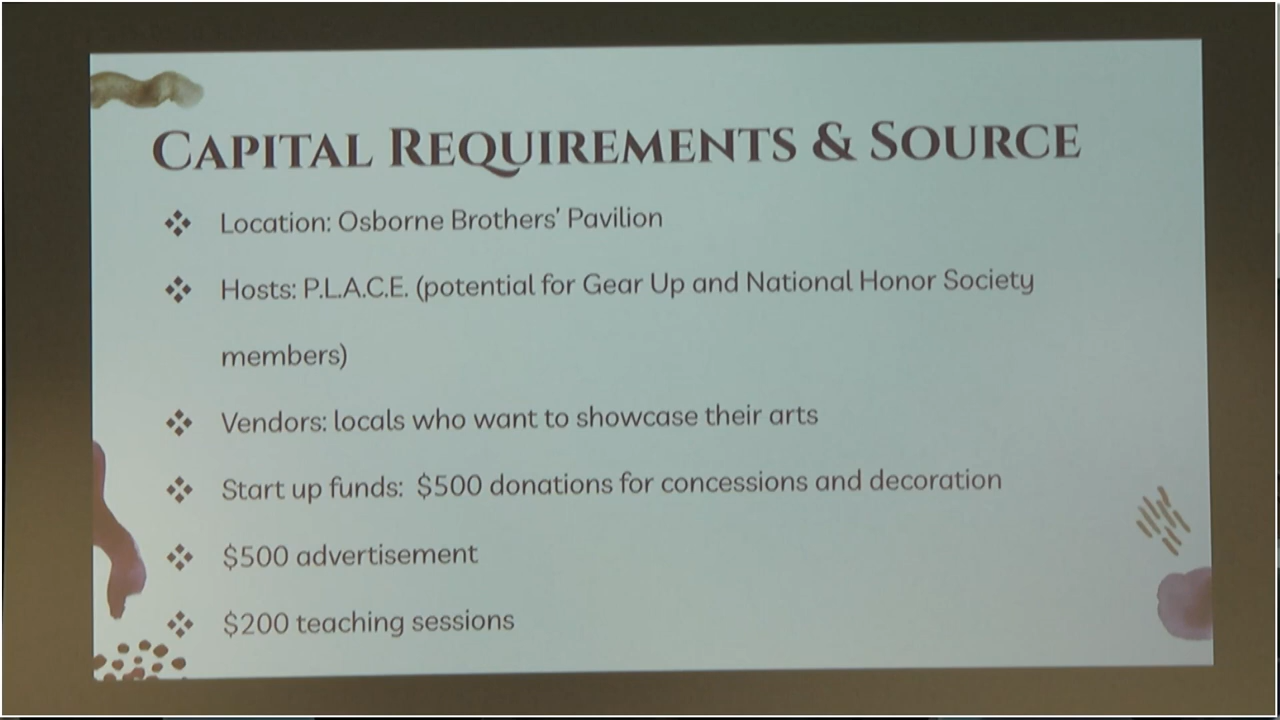 Capital Requirements & Source
Location: Osborne Brothers’ Pavilion
Hosts: P.L.A.C.E. (potential for Gear Up and National Honor Society
members)
Vendors: locals who want to showcase their arts
Start up funds:  $500 donations for concessions and decoration
$500 advertisement
$200 teaching sessions